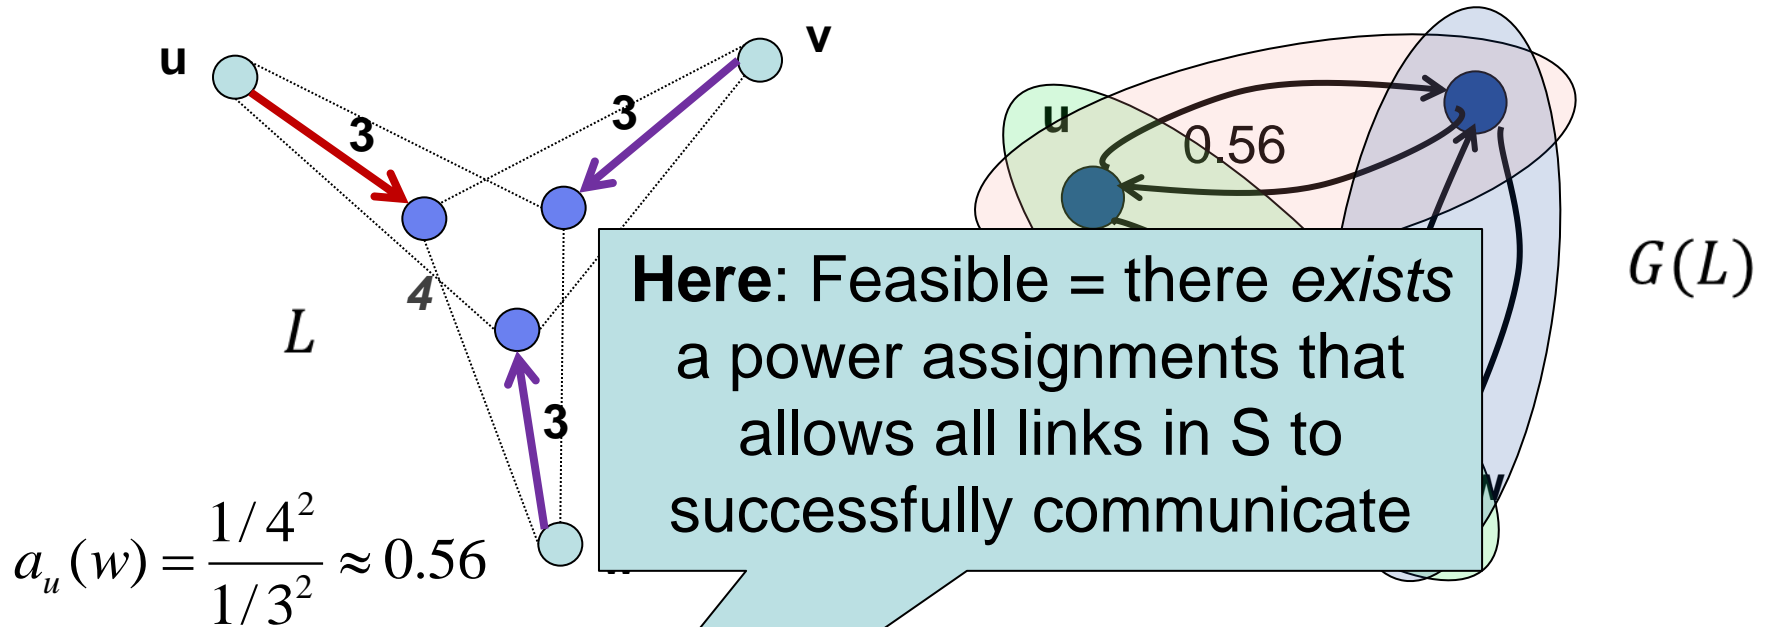 u
v
3
3
4
L
3
a_u(w) = (1/4^2)/(1/3^2) ≈ 0.56
u
0.56
G(L)
Here: Feasible = there exists
a power assignments that
allows all links in S to
successfully communicate